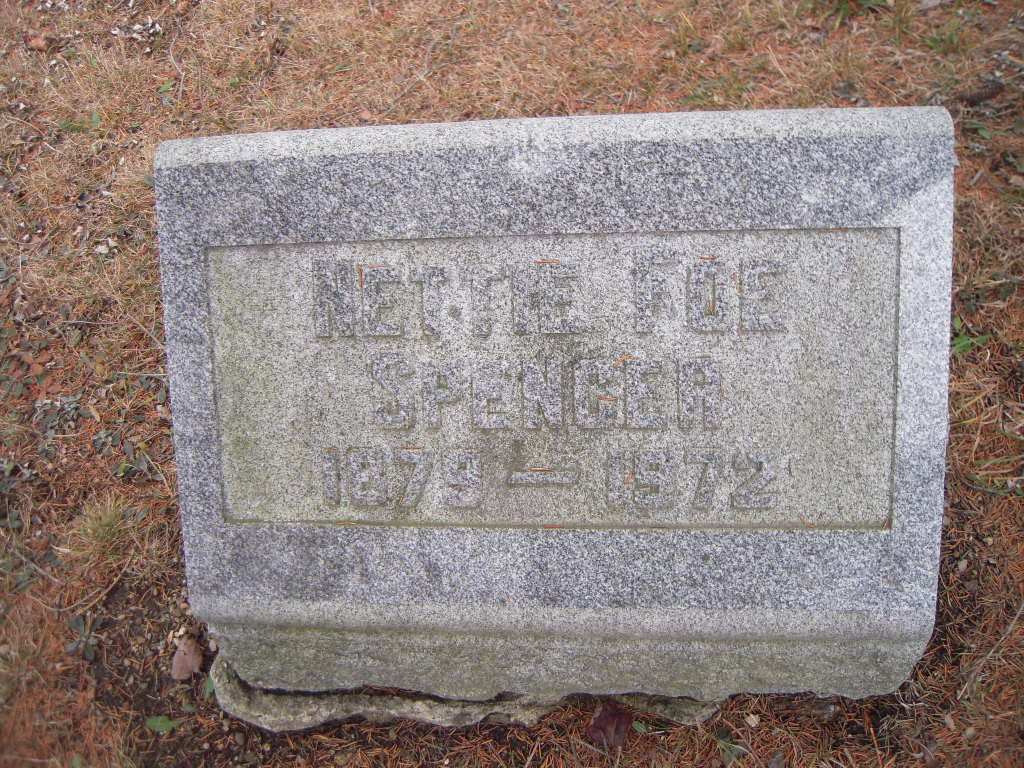 NETTIE FOE
SPENCER
1879 — 1972